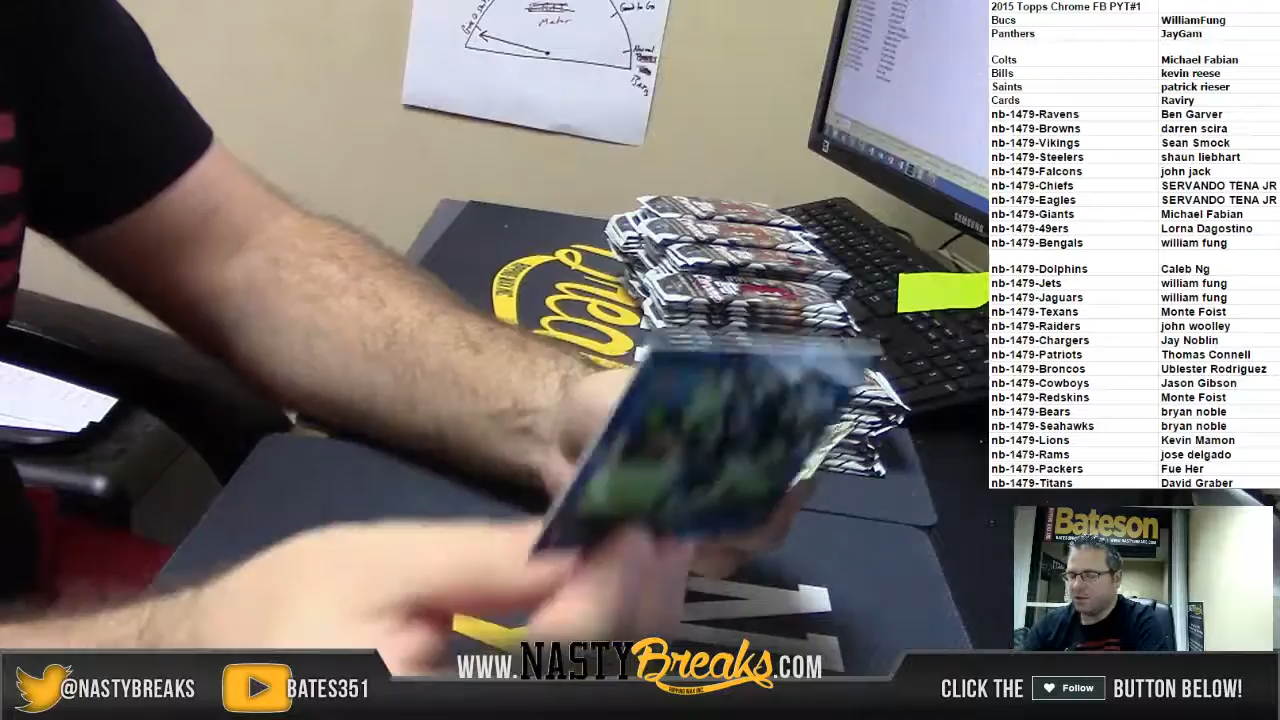 2015 Topps Chrome FB PYT#1
Bucs WilliamFung
Panthers JayGam
Colts Michael Fabian
Bills kevin reese
Saints patrick rieser
Cards Raviry
nb-1479-Ravens Ben Garver
nb-1479-Browns darren scira
nb-1479-Vikings Sean Smock
nb-1479-Steelers shaun liebhart
nb-1479-Falcons john jack
nb-1479-Chiefs SERVANDO TENA JR
nb-1479-Eagles SERVANDO TENA JR
nb-1479-Giants Michael Fabian
nb-1479-49ers Lorna Dagostino
nb-1479-Bengals william fung
nb-1479-Dolphins Caleb Ng
nb-1479-Jets william fung
nb-1479-Jaguars william fung
nb-1479-Texans Monte Foist
nb-1479-Raiders john woolley
nb-1479-Chargers Jay Noblin
nb-1479-Patriots Thomas Connell
nb-1479-Broncos Ublester Rodriguez
nb-1479-Cowboys Jason Gibson
nb-1479-Redskins Monte Foist
nb-1479-Bears bryan noble
nb-1479-Seahawks bryan noble
nb-1479-Lions Kevin Mamon
nb-1479-Rams jose delgado
nb-1479-Packers Fue Her
nb-1479-Titans David Graber
Good to Go
Meter
SAMSUNG
Bateson
@NASTYBREAKS
BATES351
WWW.NASTYBreaks.COM
CLICK THE Follow BUTTON BELOW!